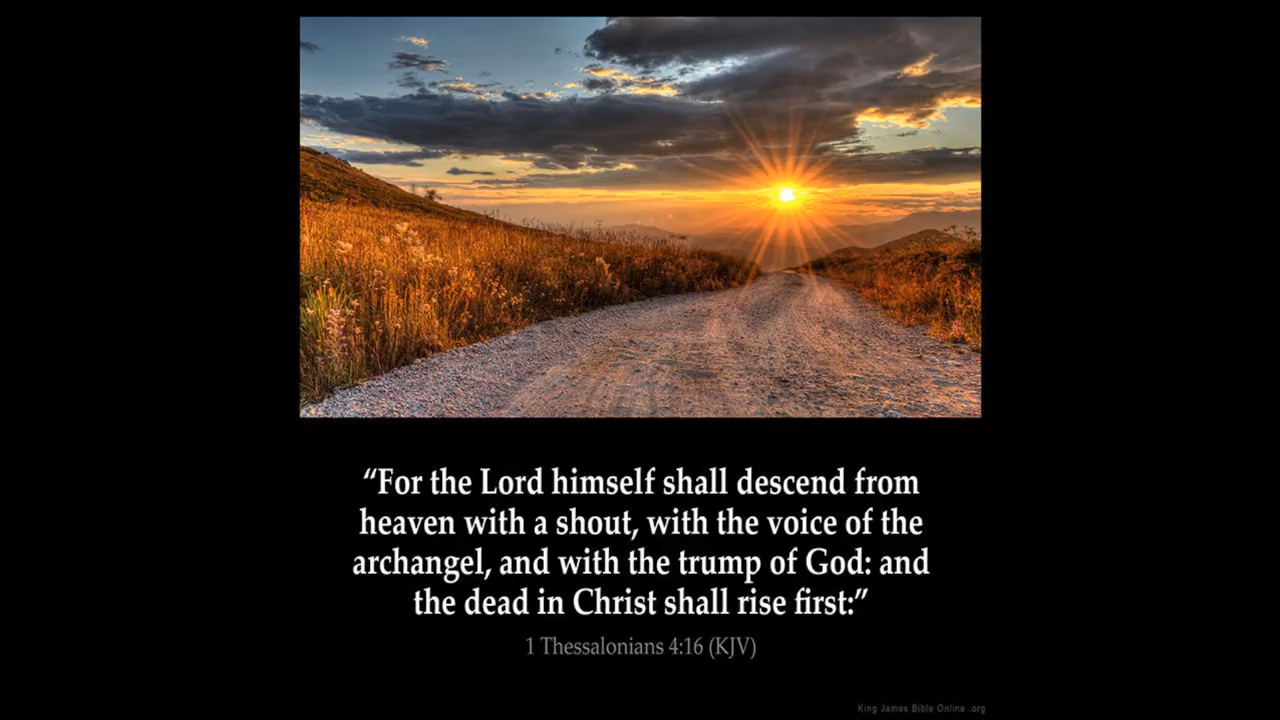 “For the Lord himself shall descend from
heaven with a shout, with the voice of the
archangel, and with the trump of God: and
the dead in Christ shall rise first:”
1 Thessalonians 4:16 (KJV)
King James Bible Online .org